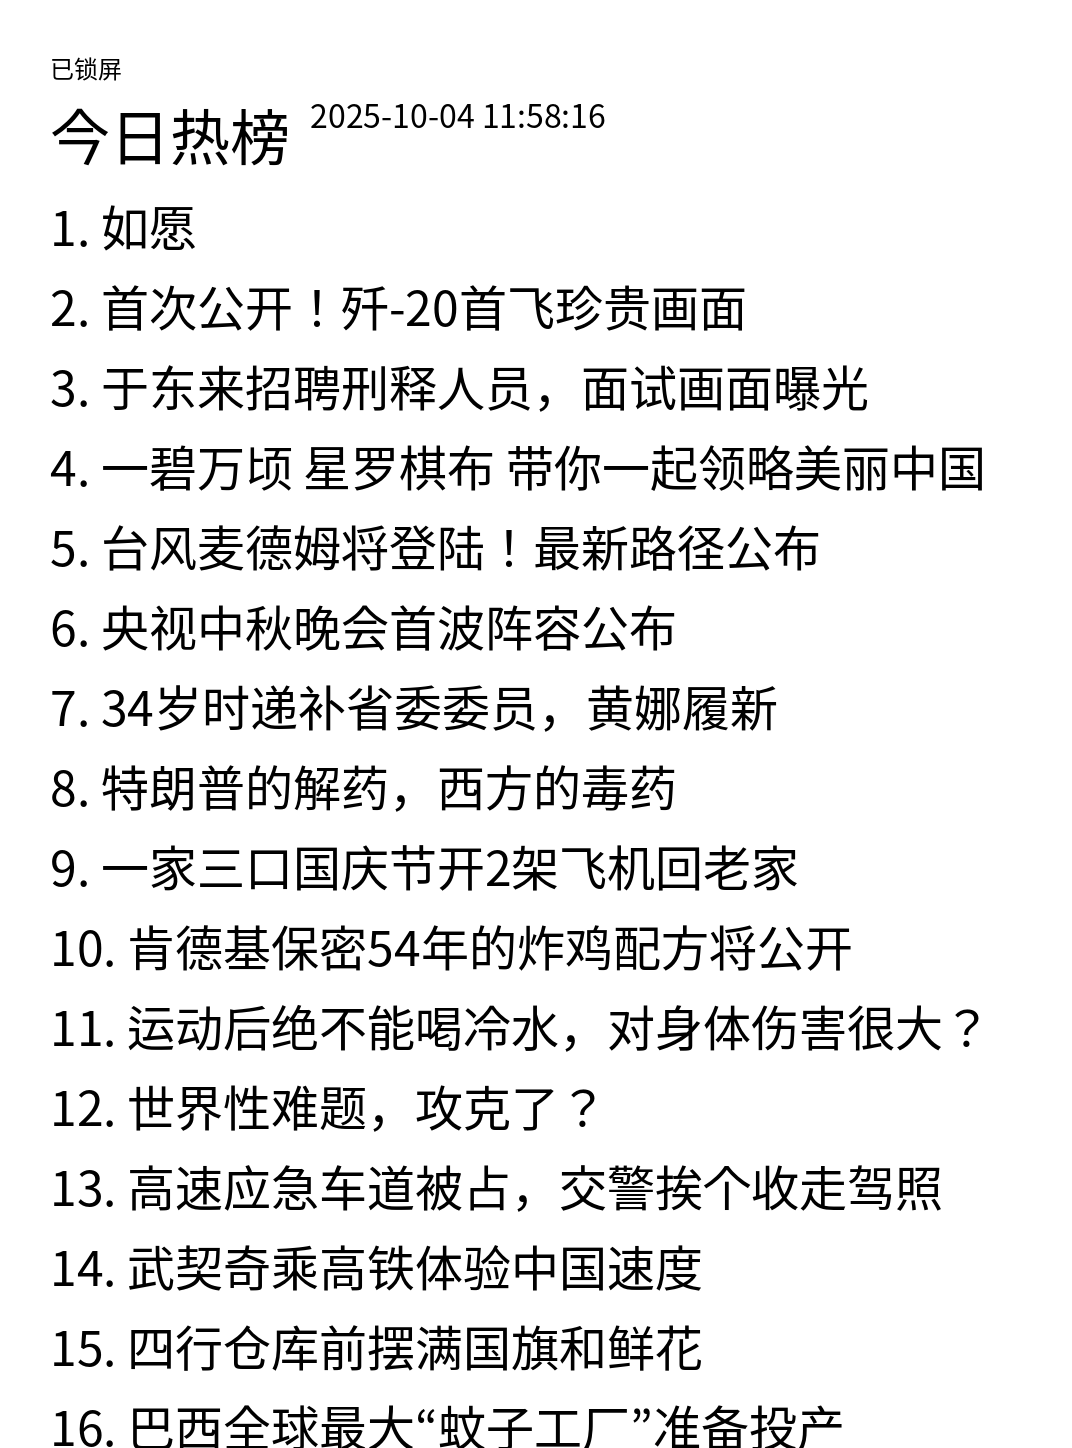 已锁屏
今日热榜 2025-10-04 11:58:16
1. 如愿
2. 首次公开！歼-20首飞珍贵画面
3. 于东来招聘刑释人员，面试画面曝光
4. 一碧万顷 星罗棋布 带你一起领略美丽中国
5. 台风麦德姆将登陆！最新路径公布
6. 央视中秋晚会首波阵容公布
7. 34岁时递补省委委员，黄娜履新
8. 特朗普的解药，西方的毒药
9. 一家三口国庆节开2架飞机回老家
10. 肯德基保密54年的炸鸡配方将公开
11. 运动后绝不能喝冷水，对身体伤害很大？
12. 世界性难题，攻克了？
13. 高速应急车道被占，交警挨个收走驾照
14. 武契奇乘高铁体验中国速度
15. 四行仓库前摆满国旗和鲜花
16. 巴西全球最大“蚊子工厂”准备投产